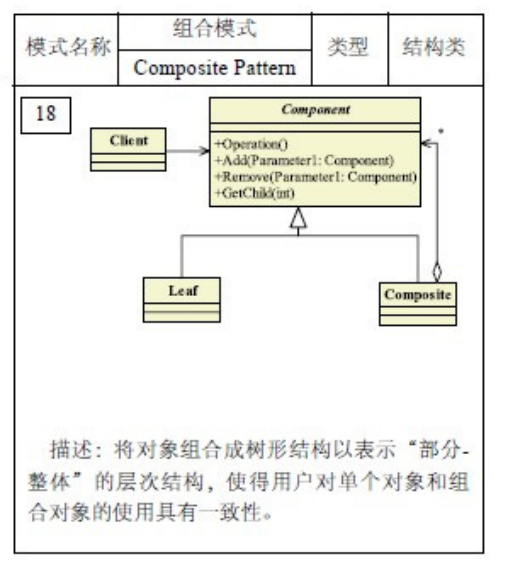 模式名称
组合模式
Composite Pattern
类型
结构类
18
Client
Component
+Operation()
+Add(Parameter1: Component)
+Remove(Parameter1: Component)
+GetChild(int)
*
Leaf
Composite
描述：将对象组合成树形结构以表示“部分-
整体”的层次结构，使得用户对单个对象和组
合对象的使用具有一致性。